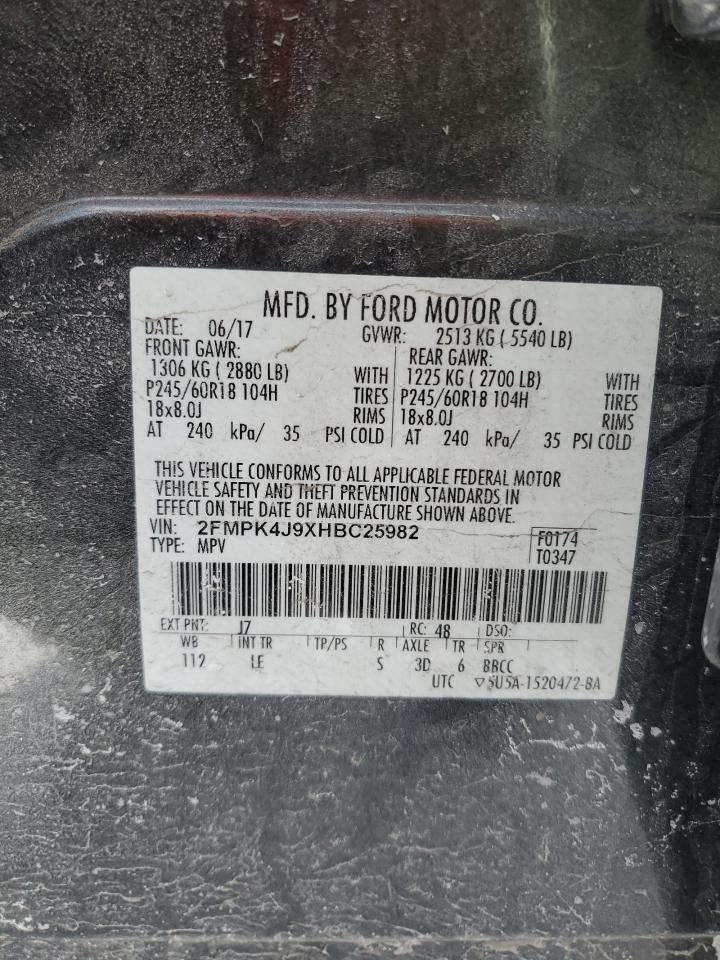 MFD. BY FORD MOTOR CO.
DATE: 06/17 GVWR: 2513 KG ( 5540 LB)
FRONT GAWR: REAR GAWR:
1306 KG ( 2880 LB) WITH 1225 KG ( 2700 LB) WITH
P245/60R18 104H TIRES P245/60R18 104H TIRES
18x8.0J RIMS 18x8.0J RIMS
AT 240 kPa/ 35 PSI COLD AT 240 kPa/ 35 PSI COLD
THIS VEHICLE CONFORMS TO ALL APPLICABLE FEDERAL MOTOR
VEHICLE SAFETY AND THEFT PREVENTION STANDARDS IN
EFFECT ON THE DATE OF MANUFACTURE SHOWN ABOVE.
VIN: 2FMPK4J9XHBC25982 F0174
TYPE: MPV T0347
EXT PNT: J7 RC: 48 DSO:
WB INT TR TP/PS R AXLE TR SPR
112 LE S 3D 6 BRCC
UTC ▽5U5A-1520472-BA